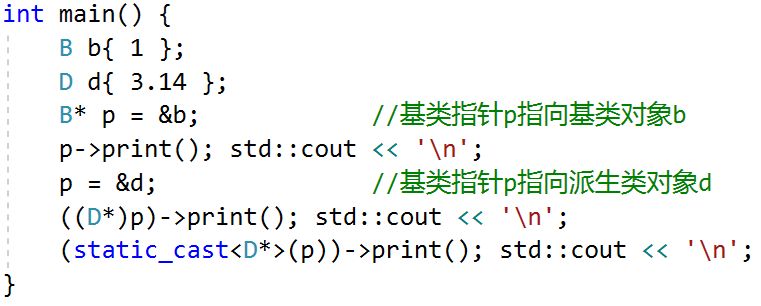 int main() {
    B b{ 1 };
    D d{ 3.14 };
    B* p = &b;            //基类指针p指向基类对象b
    p->print(); std::cout << '\n';
    p = &d;               //基类指针p指向派生类对象d
    ((D*)p)->print(); std::cout << '\n';
    (static_cast<D*>(p))->print(); std::cout << '\n';
}